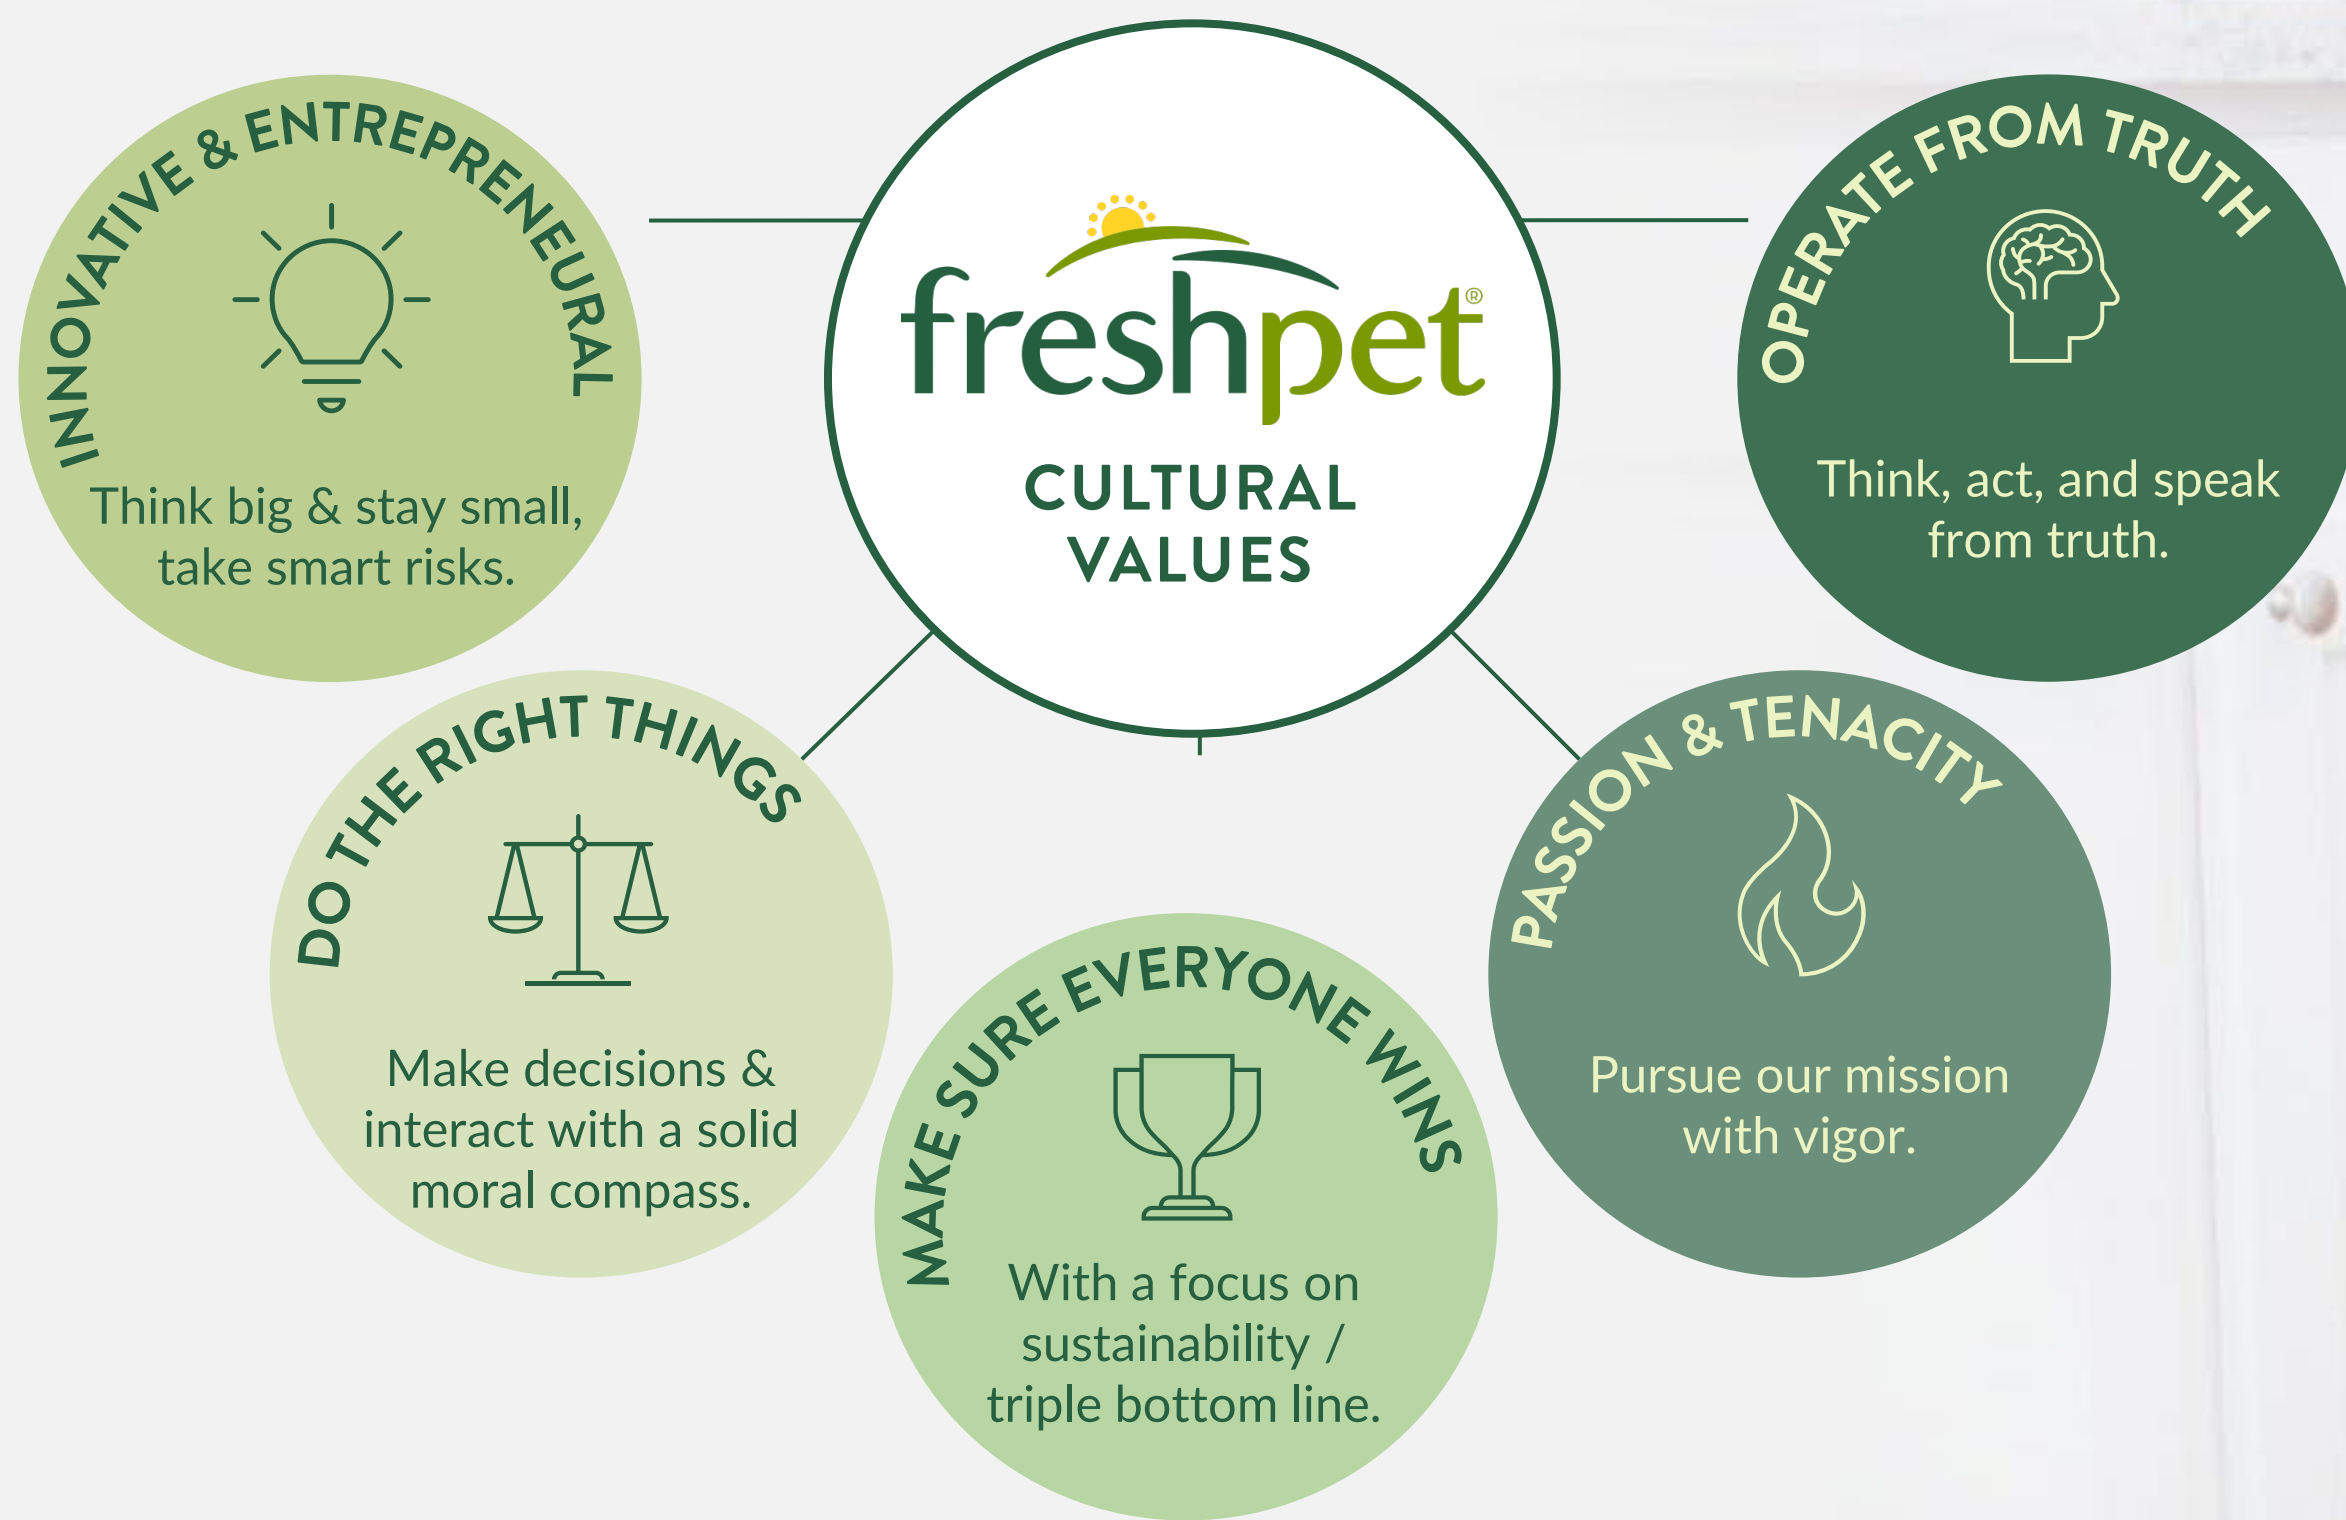 freshpet®
CULTURAL
VALUES
INNOVATIVE & ENTREPRENEURAL
Think big & stay small,
take smart risks.
DO THE RIGHT THINGS
Make decisions &
interact with a solid
moral compass.
MAKE SURE EVERYONE WINS
With a focus on
sustainability /
triple bottom line.
PASSION & TENACITY
Pursue our mission
with vigor.
OPERATE FROM TRUTH
Think, act, and speak
from truth.